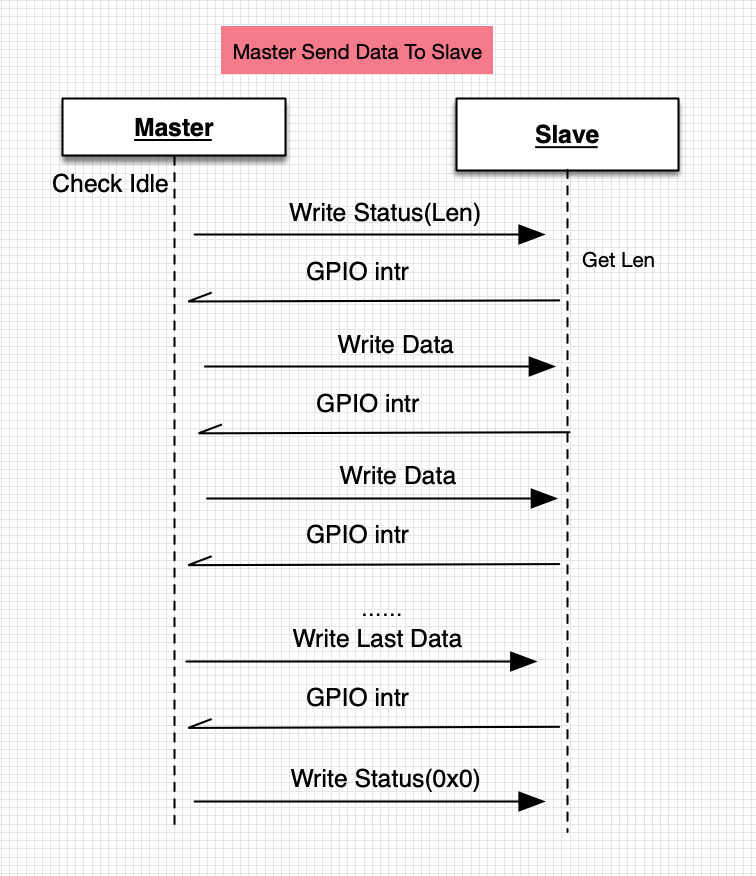 Master Send Data To Slave
Master
Slave
Check Idle
Write Status(Len)
Get Len
GPIO intr
Write Data
GPIO intr
Write Data
GPIO intr
......
Write Last Data
GPIO intr
Write Status(0x0)